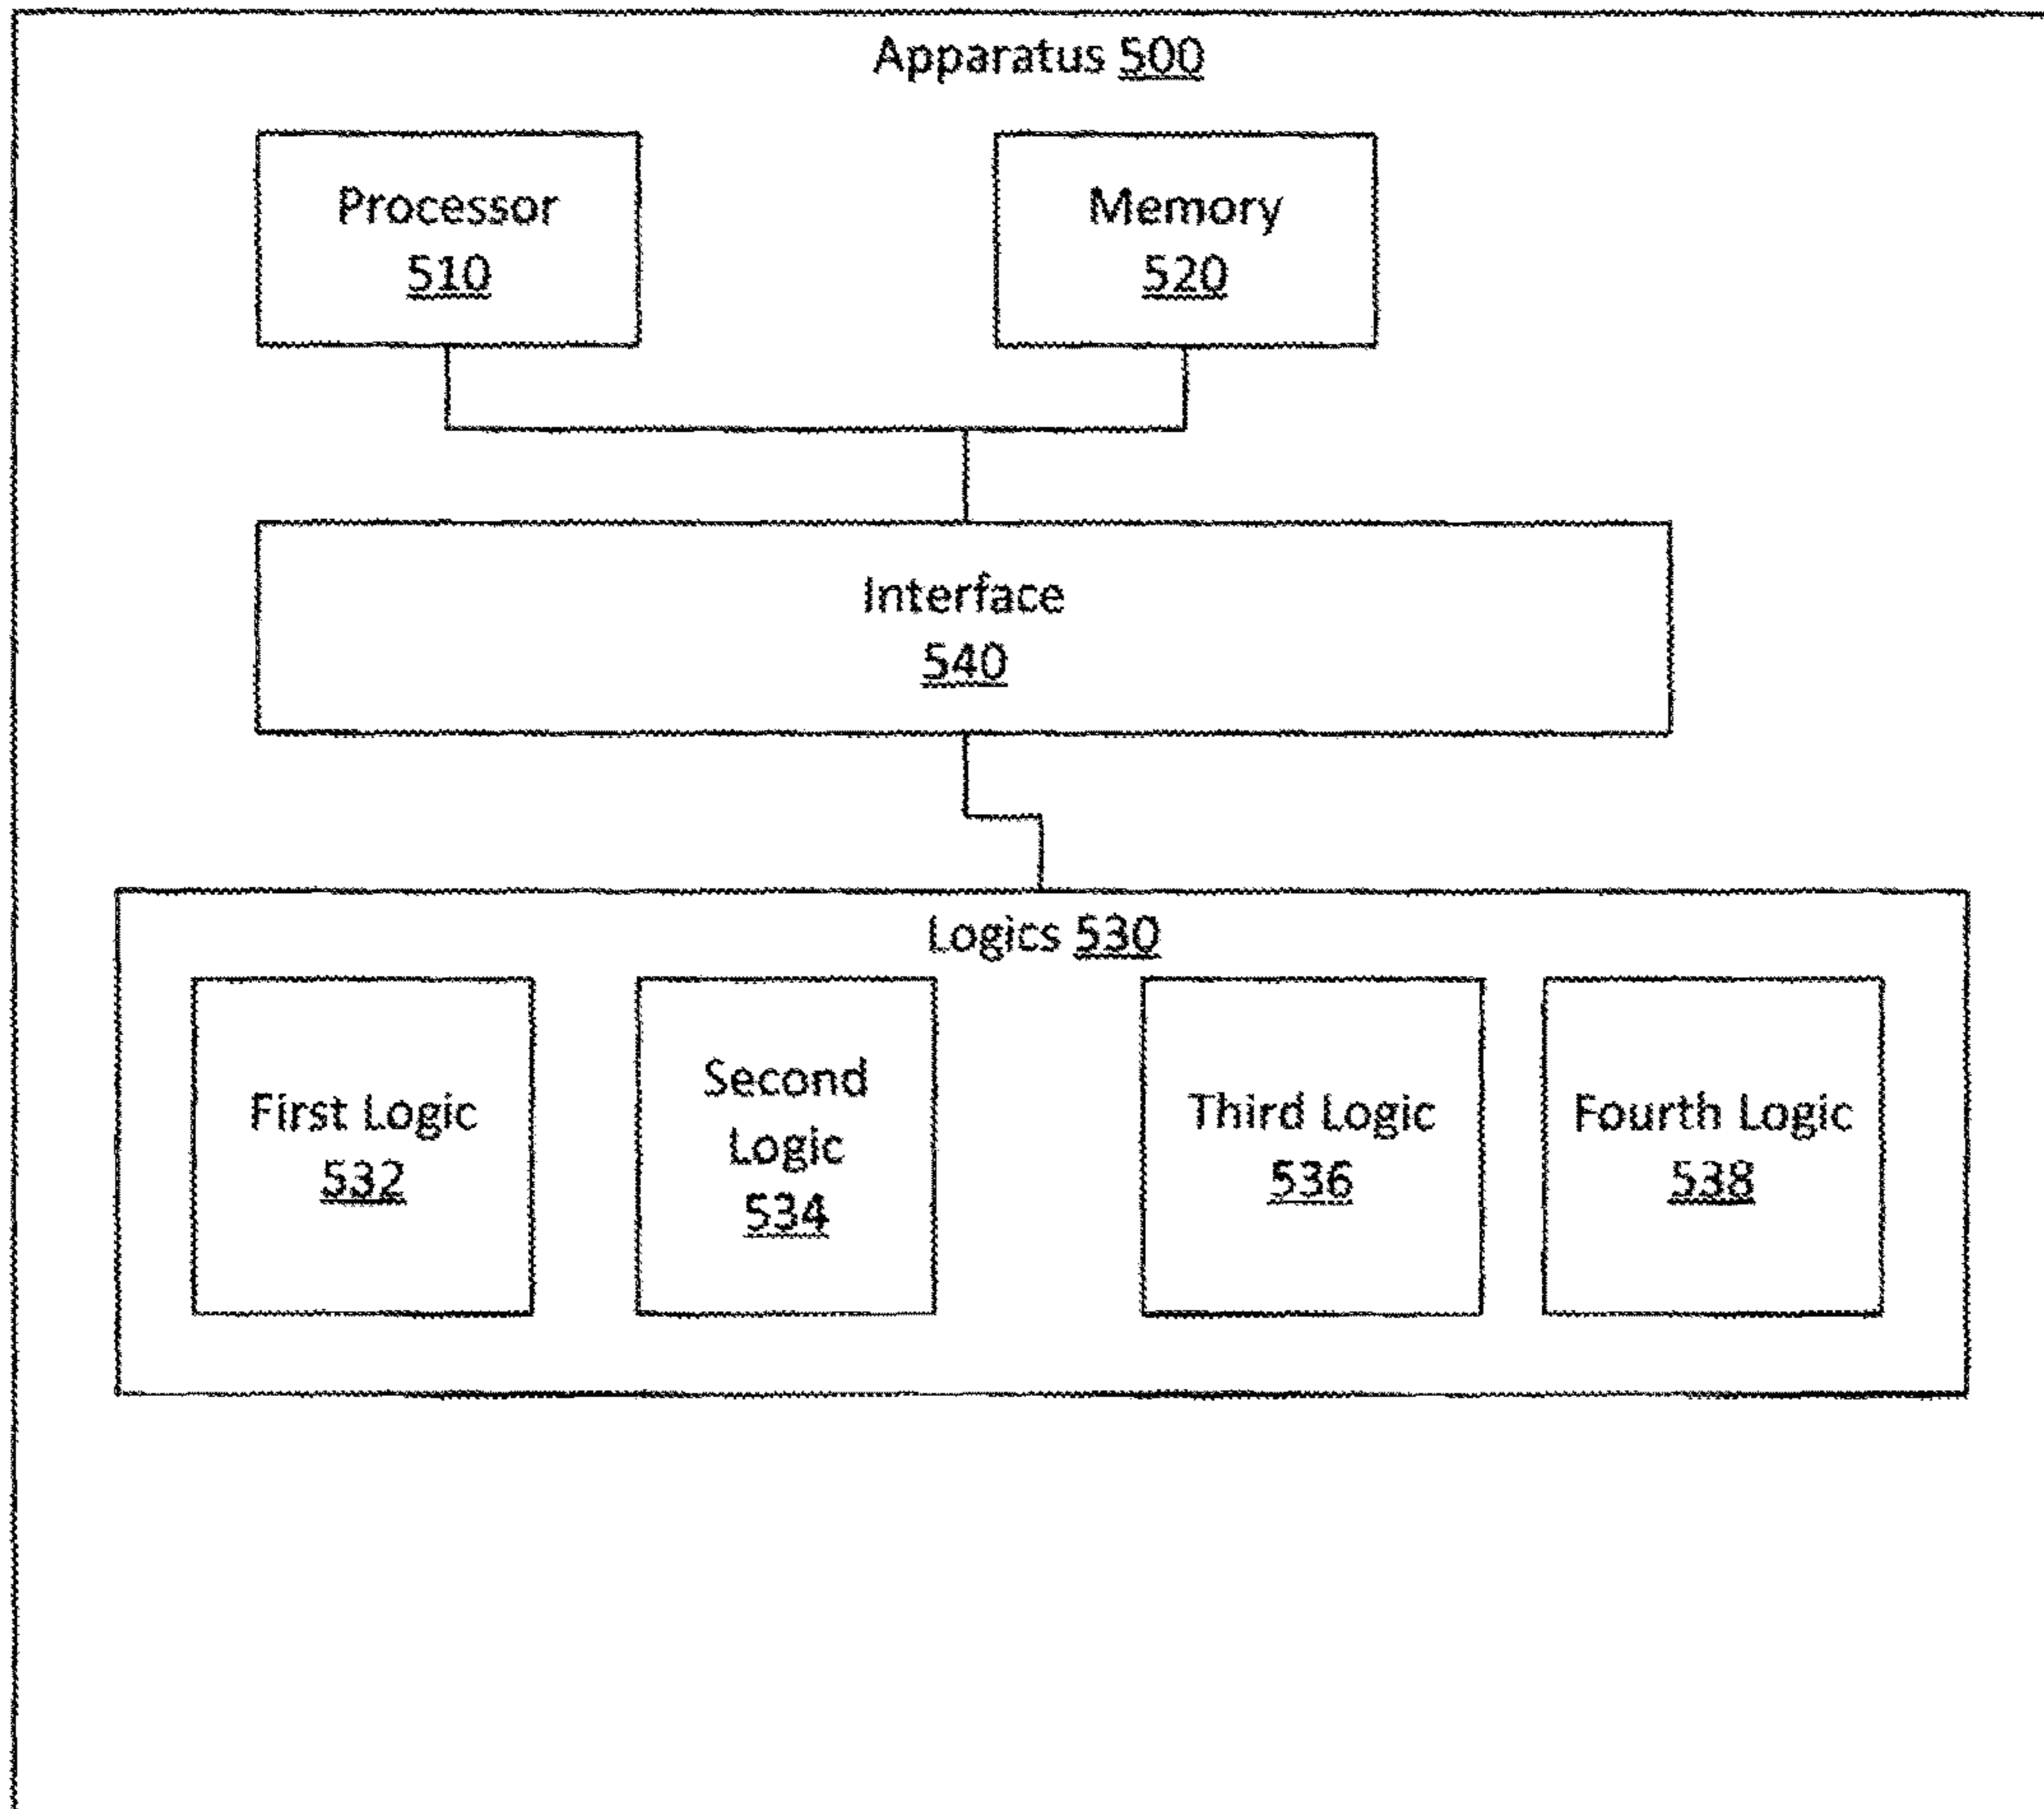 Apparatus 500
Processor
510
Memory
520
Interface
540
Logics 530
First Logic
532
Second
Logic
534
Third Logic
536
Fourth Logic
538